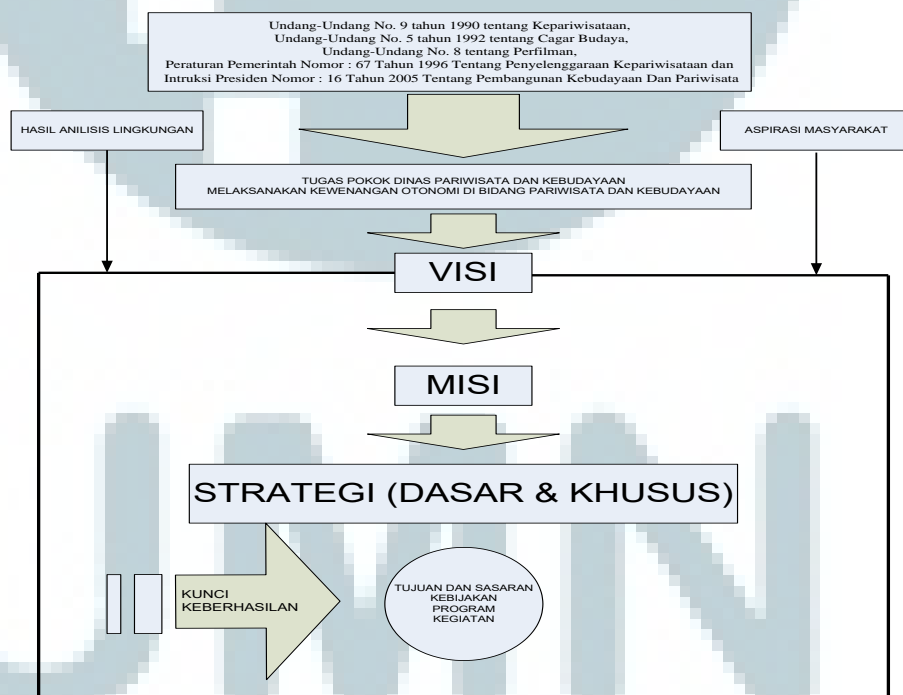 Undang-Undang No. 9 tahun 1990 tentang Kepariwisataan,
Undang-Undang No. 5 tahun 1992 tentang Cagar Budaya,
Undang-Undang No. 8 tentang Perfilman,
Peraturan Pemerintah Nomor : 67 Tahun 1996 Tentang Penyelenggaraan Kepariwisataan dan
Intruksi Presiden Nomor : 16 Tahun 2005 Tentang Pembangunan Kebudayaan Dan Pariwisata
HASIL ANILISIS LINGKUNGAN
ASPIRASI MASYARAKAT
TUGAS POKOK DINAS PARIWISATA DAN KEBUDAYAAN
MELAKSANAKAN KEWENANGAN OTONOMI DI BIDANG PARIWISATA DAN KEBUDAYAAN
VISI
MISI
STRATEGI (DASAR & KHUSUS)
KUNCI
KEBERHASILAN
TUJUAN DAN SASARAN
KEBIJAKAN
PROGRAM
KEGIATAN
UMN